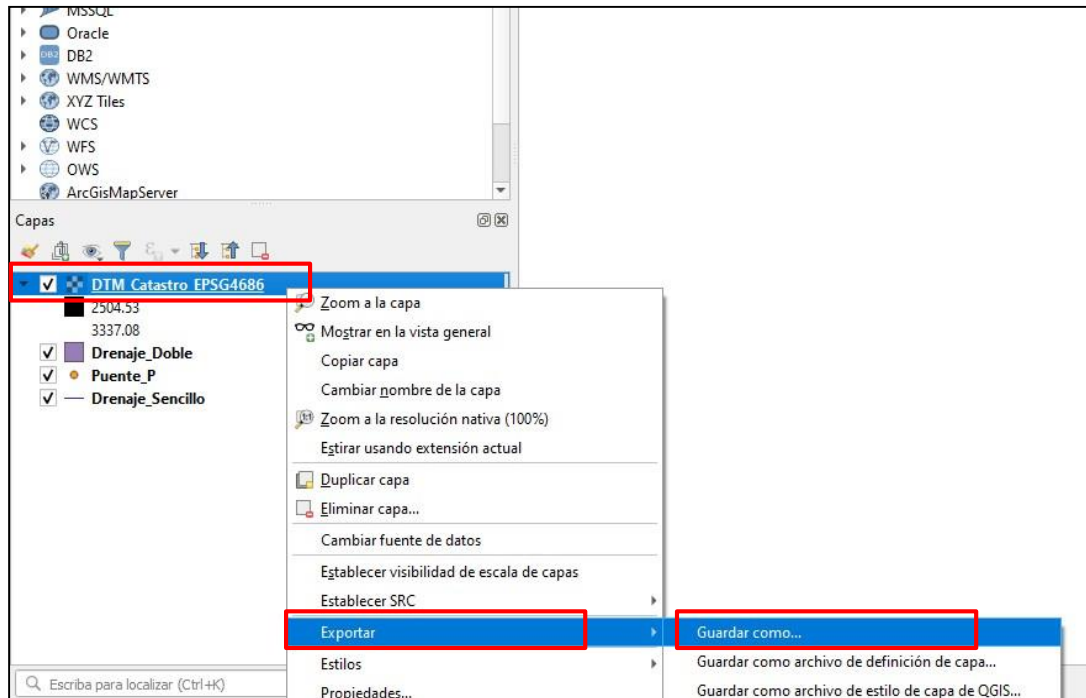 MSSQL
Oracle
DB2
DB2
WMS/WMTS
XYZ Tiles
WCS
WFS
OWS
ArcGisMapServer
Capas
DTM_Catastro_EPSG4686
2504.53
3337.08
Drenaje_Doble
Puente_P
Drenaje_Sencillo
Zoom a la capa
Mostrar en la vista general
Copiar capa
Cambiar nombre de la capa
Zoom a la resolución nativa (100%)
Estirar usando extensión actual
Duplicar capa
Eliminar capa...
Cambiar fuente de datos
Establecer visibilidad de escala de capas
Establecer SRC
Exportar
Estilos
Propiedades...
Guardar como...
Guardar como archivo de definición de capa...
Guardar como archivo de estilo de capa de QGIS...
Escriba para localizar (Ctrl+K)